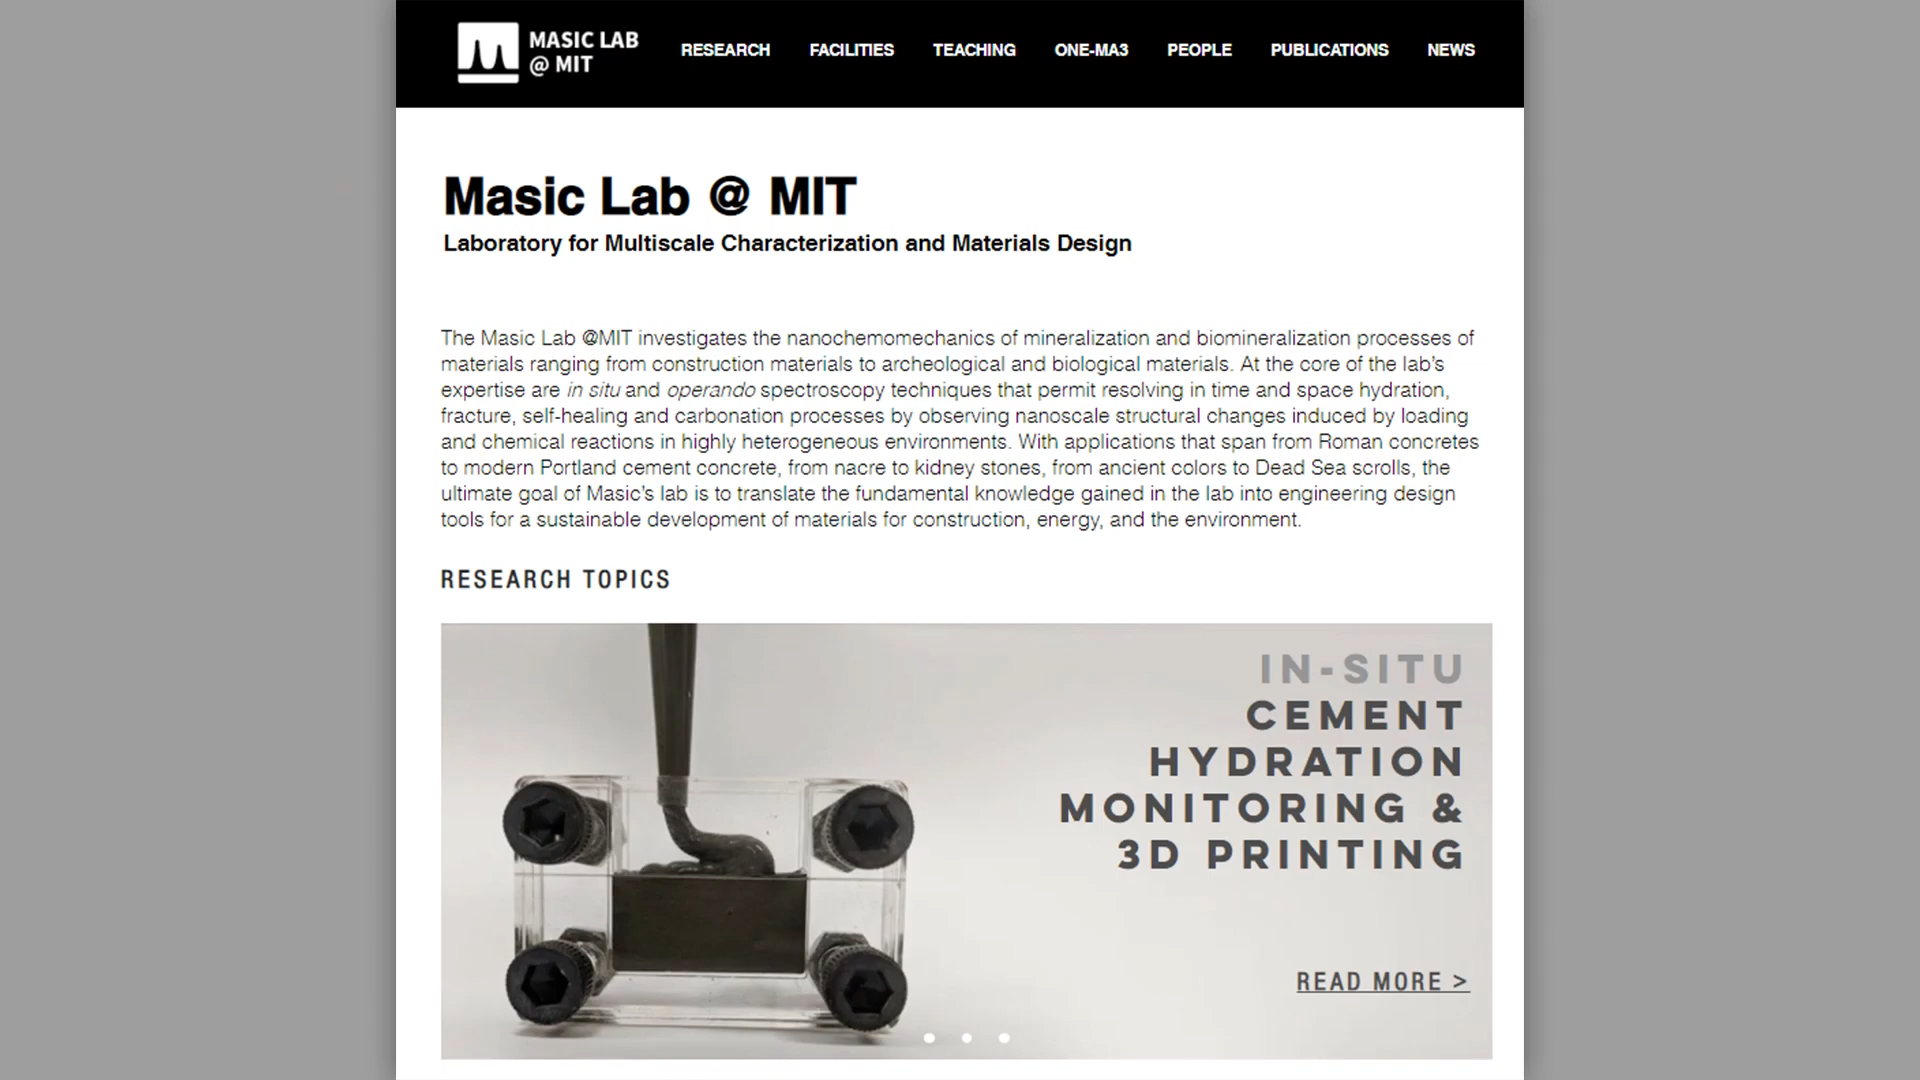 MASIC LAB
@ MIT
RESEARCH FACILITIES TEACHING ONE-MA3 PEOPLE PUBLICATIONS NEWS
Masic Lab @ MIT
Laboratory for Multiscale Characterization and Materials Design
The Masic Lab @MIT investigates the nanochemomechanics of mineralization and biomineralization processes of
materials ranging from construction materials to archeological and biological materials. At the core of the lab's
expertise are in situ and operando spectroscopy techniques that permit resolving in time and space hydration,
fracture, self-healing and carbonation processes by observing nanoscale structural changes induced by loading
and chemical reactions in highly heterogeneous environments. With applications that span from Roman concretes
to modern Portland cement concrete, from nacre to kidney stones, from ancient colors to Dead Sea scrolls, the
ultimate goal of Masic's lab is to translate the fundamental knowledge gained in the lab into engineering design
tools for a sustainable development of materials for construction, energy, and the environment.
RESEARCH TOPICS
IN-SITU
CEMENT
HYDRATION
MONITORING &
3D PRINTING
READ MORE >